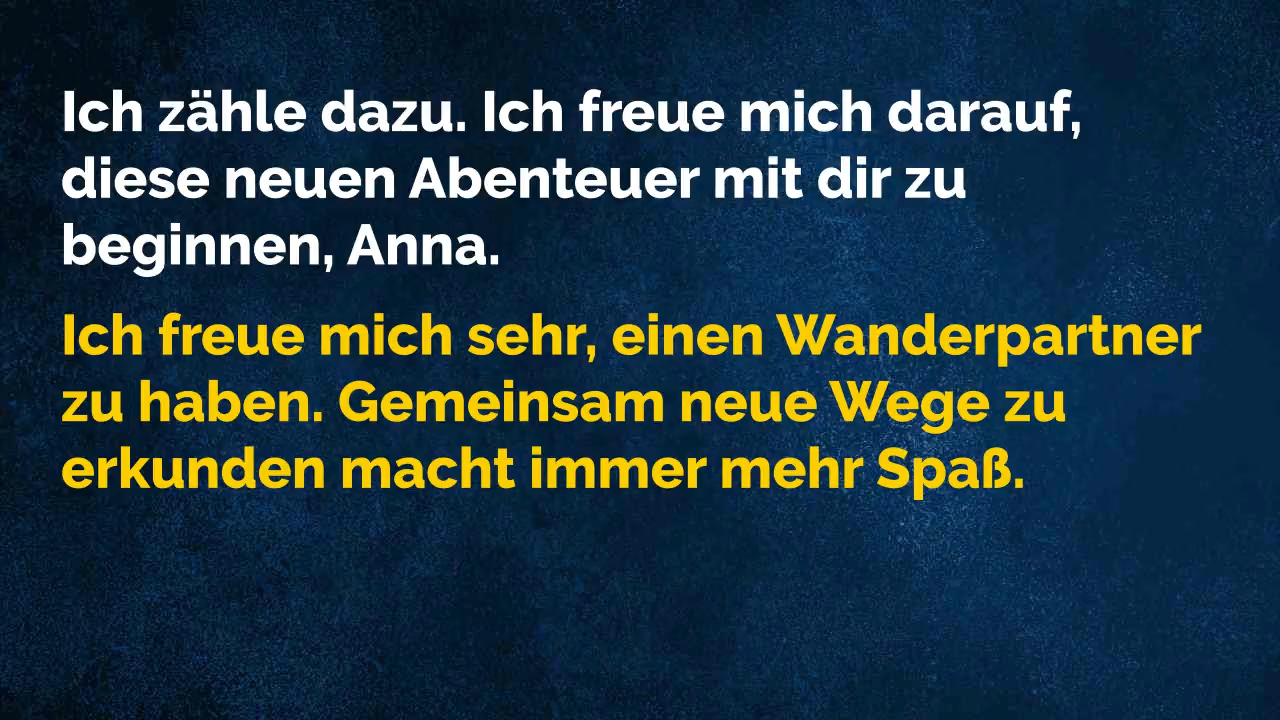 Ich zähle dazu. Ich freue mich darauf,
diese neuen Abenteuer mit dir zu
beginnen, Anna.
Ich freue mich sehr, einen Wanderpartner
zu haben. Gemeinsam neue Wege zu
erkunden macht immer mehr Spaß.